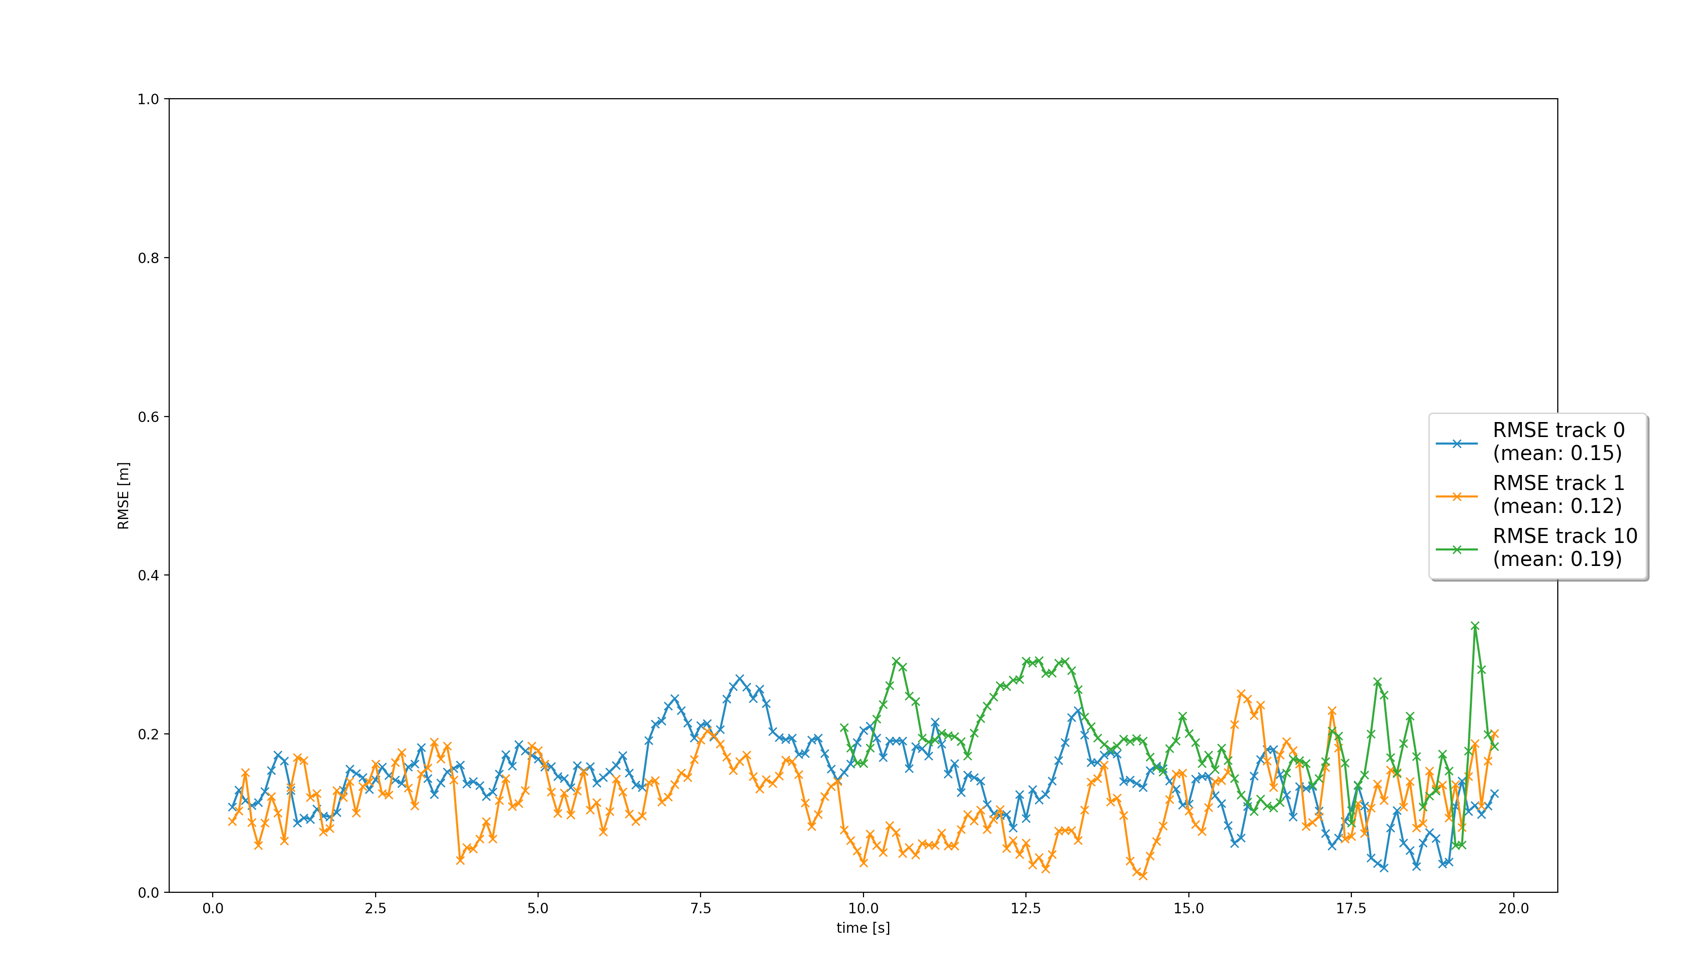 1.0
0.8
0.6
0.4
0.2
0.0
RMSE [m]
0.0 2.5 5.0 7.5 10.0 12.5 15.0 17.5 20.0
time [s]
RMSE track 0
(mean: 0.15)
RMSE track 1
(mean: 0.12)
RMSE track 10
(mean: 0.19)